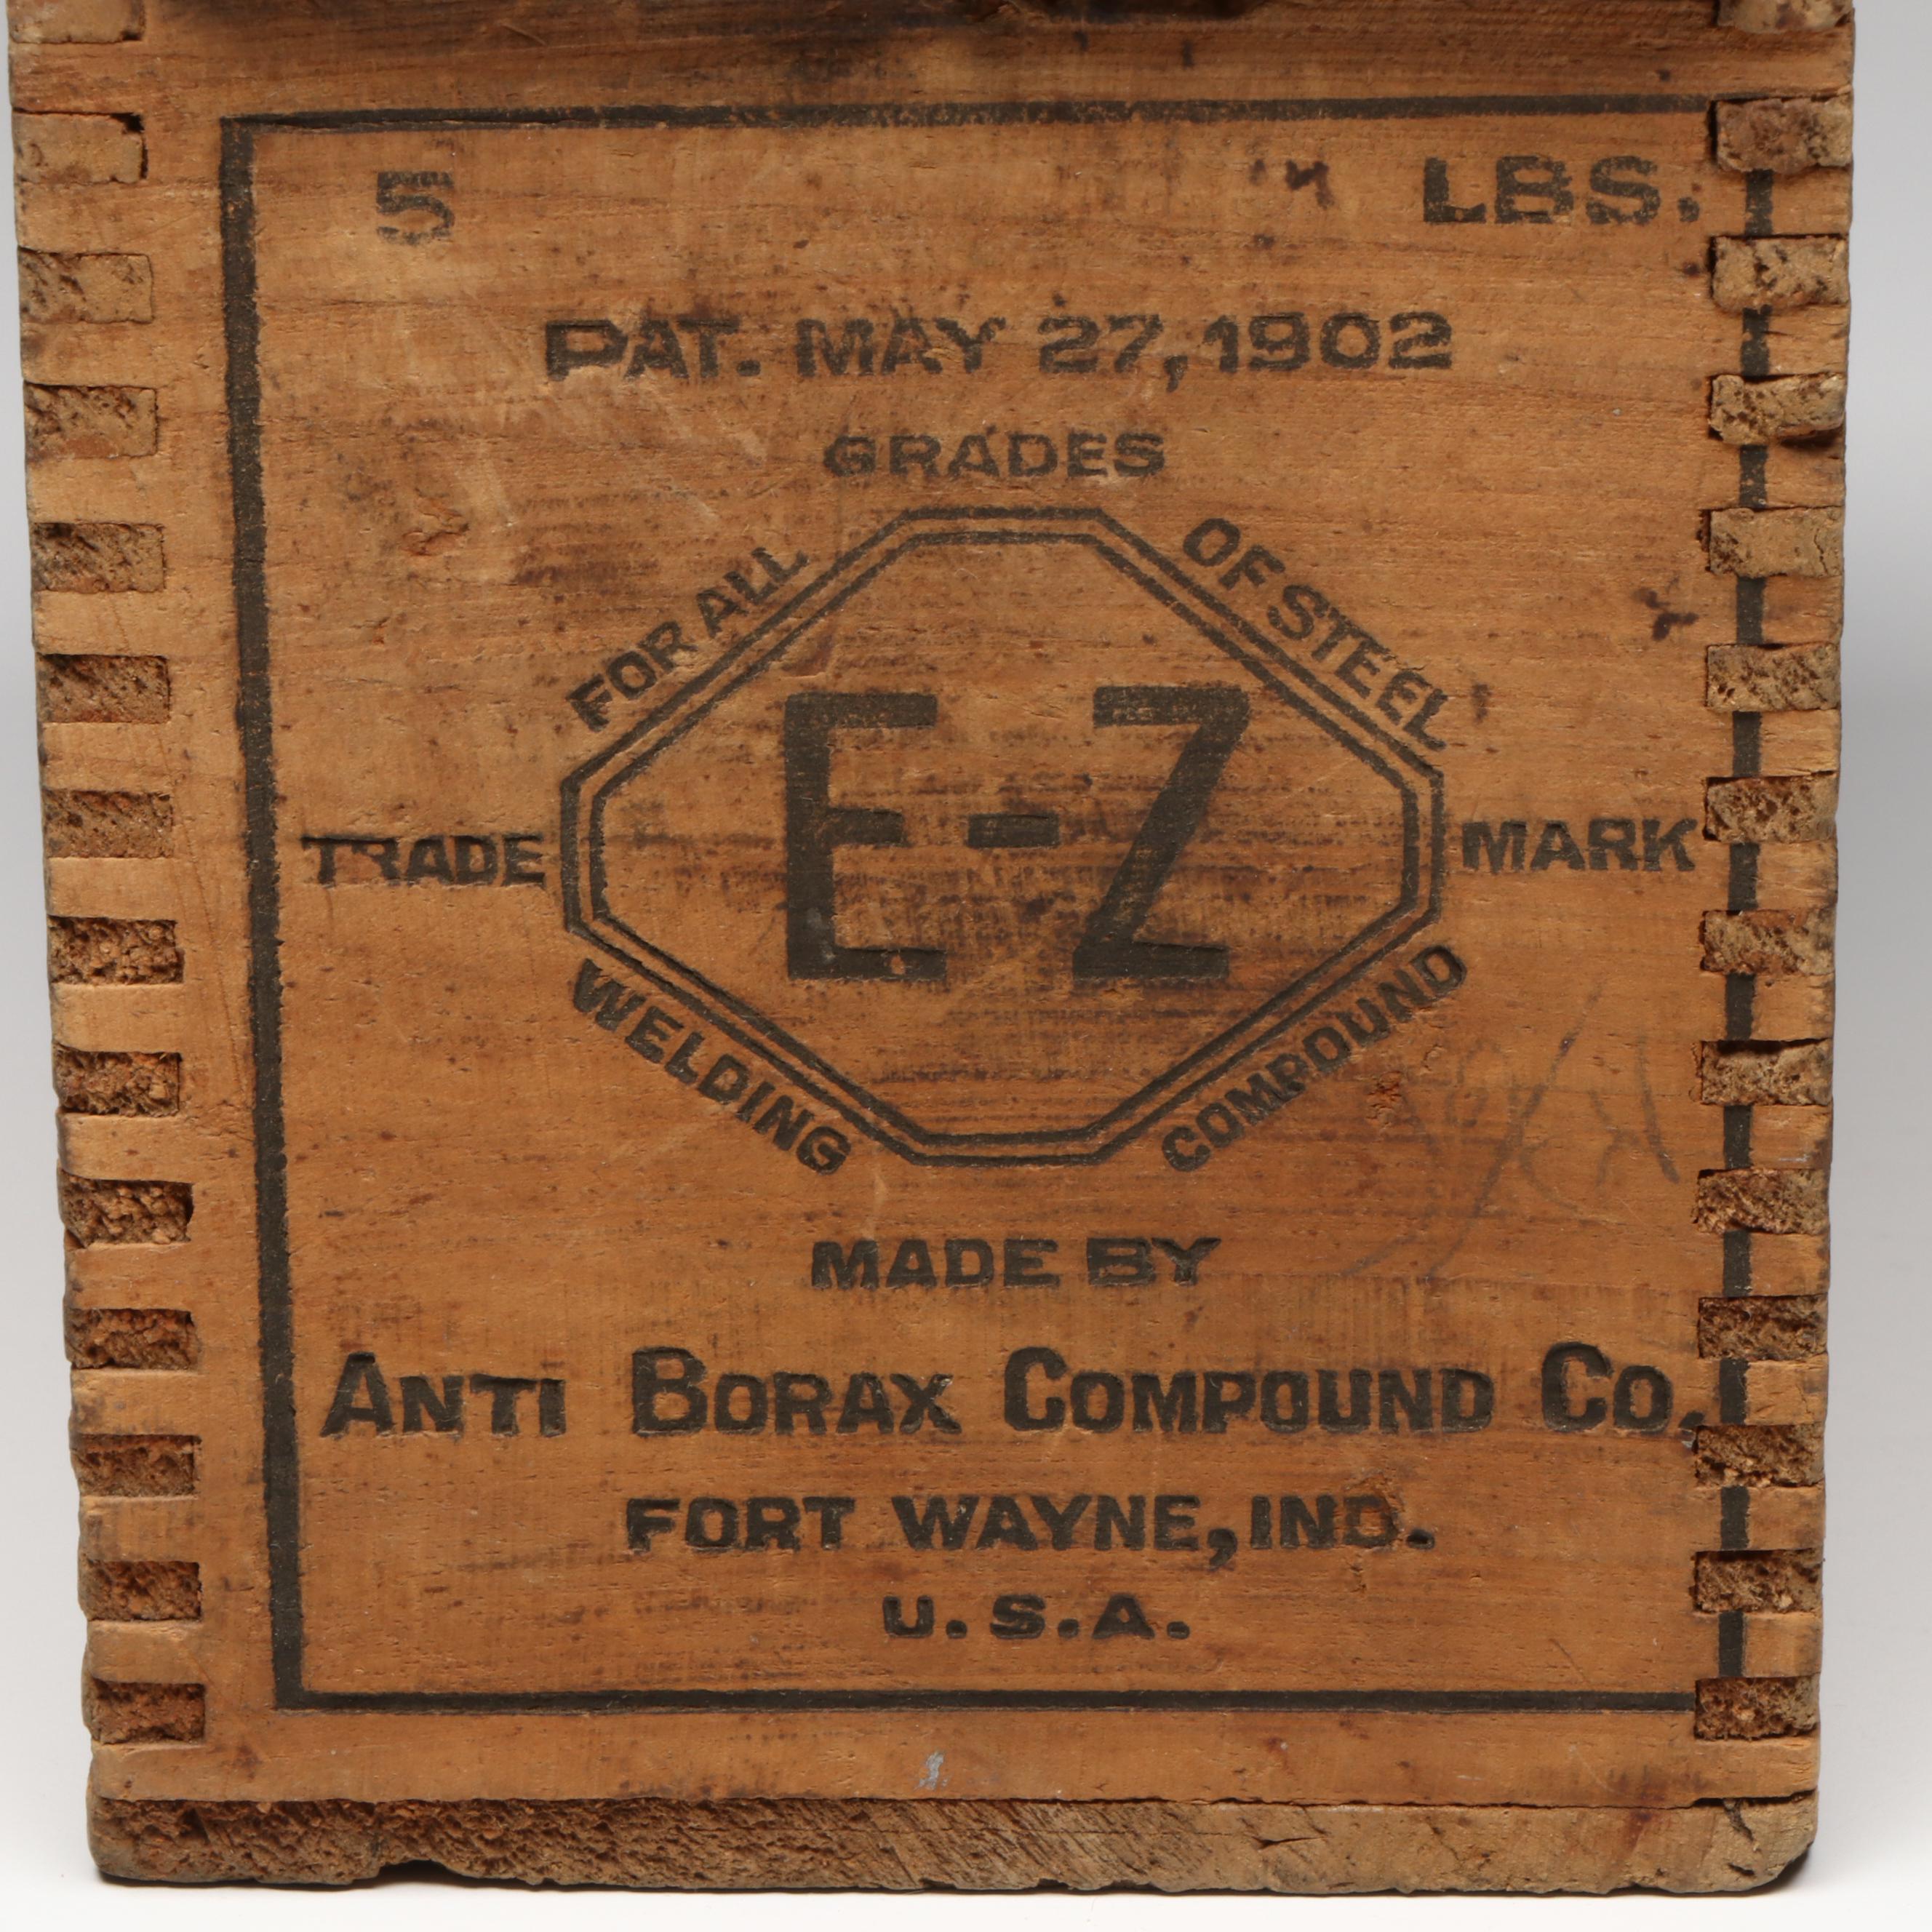 5 LBS.
PAT. MAY 27, 1902
GRADES
FOR ALL
OF STEEL
TRADE E-Z MARK
WELDING
COMPOUND
MADE BY
ANTI BORAX COMPOUND CO.
FORT WAYNE, IND.
U.S.A.